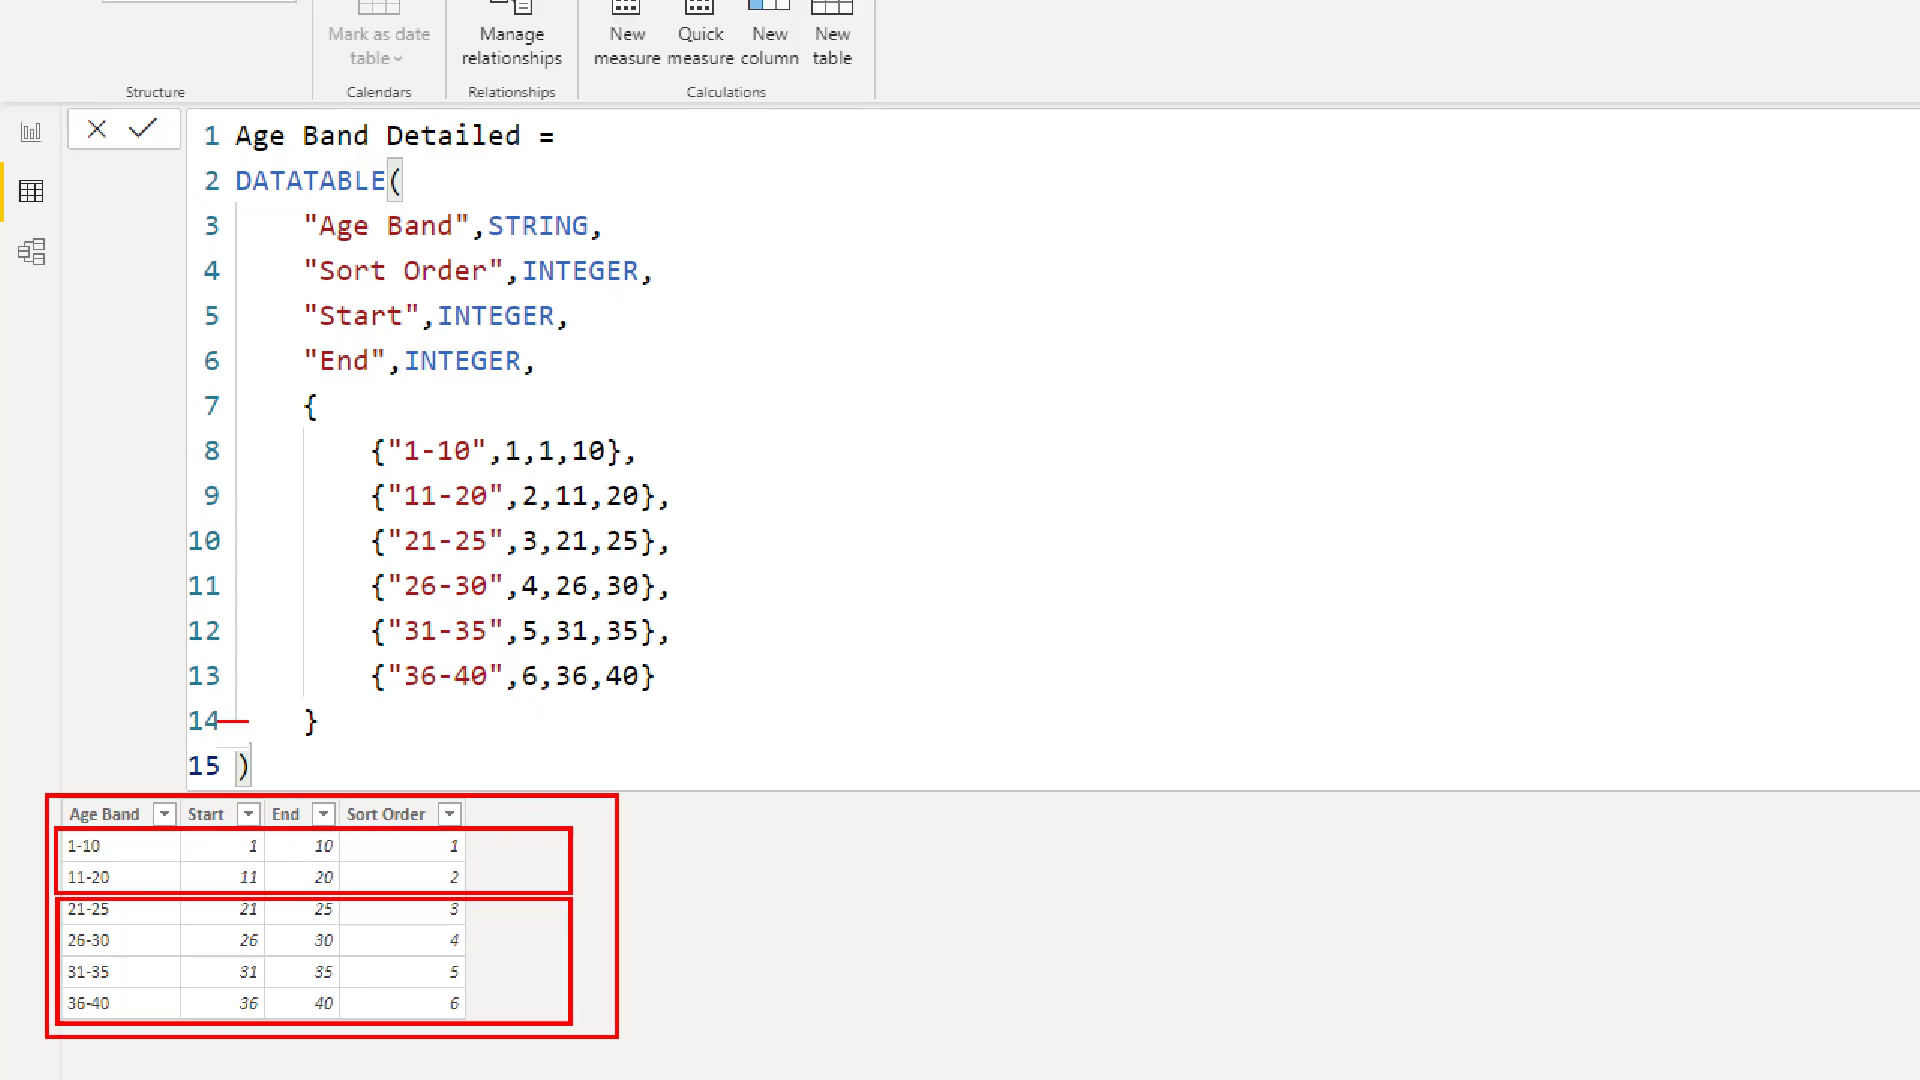 Mark as date
table
Calendars
Structure
Manage
relationships
Relationships
New
measure
Quick
measure
New
column
New
table
Calculations
1 Age Band Detailed =
2 DATATABLE(
3 "Age Band",STRING,
4 "Sort Order",INTEGER,
5 "Start",INTEGER,
6 "End",INTEGER,
7 {
8 {"1-10",1,1,10},
9 {"11-20",2,11,20},
10 {"21-25",3,21,25},
11 {"26-30",4,26,30},
12 {"31-35",5,31,35},
13 {"36-40",6,36,40}
14 }
15 )
Age Band Start End Sort Order
1-10 1 10 1
11-20 11 20 2
21-25 21 25 3
26-30 26 30 4
31-35 31 35 5
36-40 36 40 6